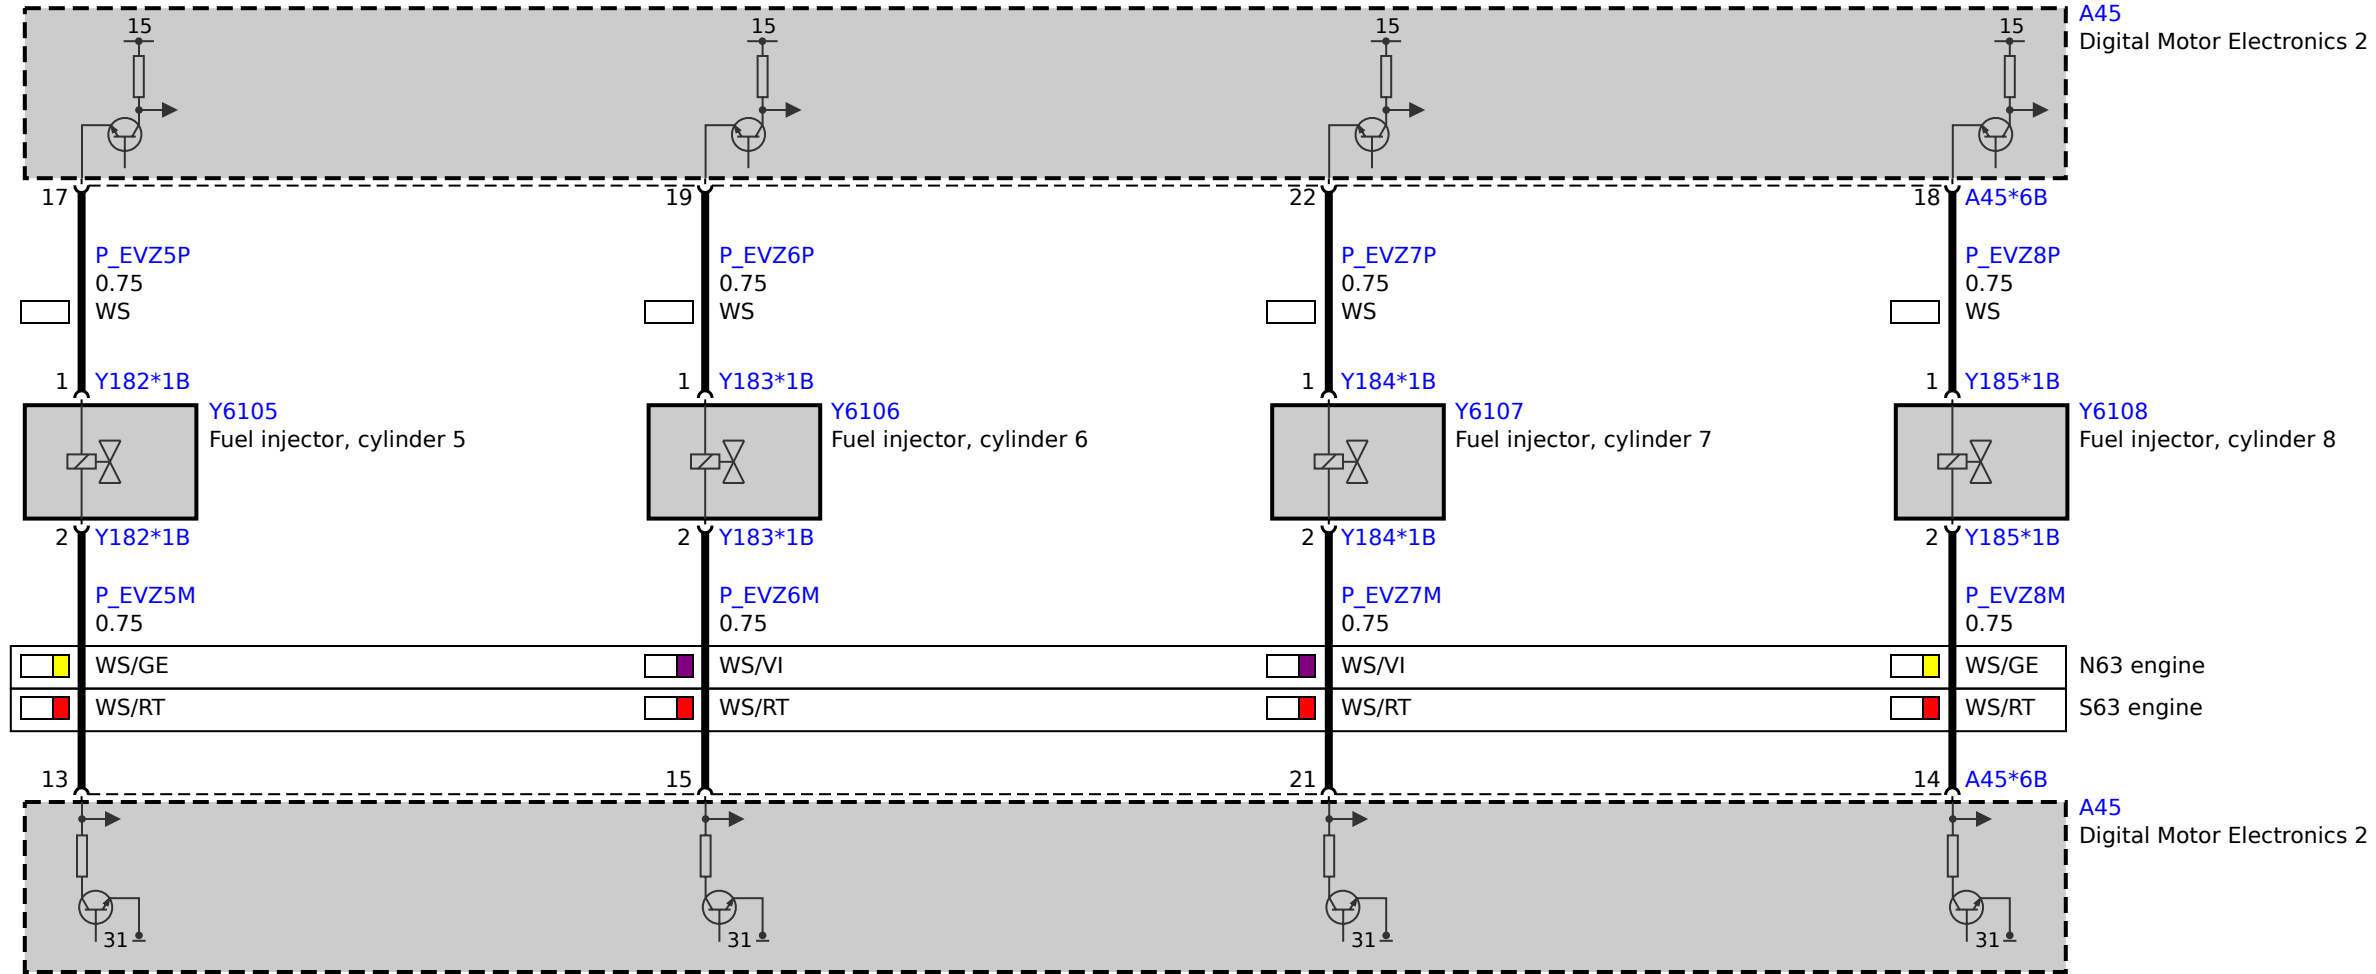 15 15 15 15
A45
Digital Motor Electronics 2
17 19 22 18 A45*6B
P_EVZ5P P_EVZ6P P_EVZ7P P_EVZ8P
0.75 0.75 0.75 0.75
WS WS WS WS
1 Y182*1B 1 Y183*1B 1 Y184*1B 1 Y185*1B
Y6105 Y6106 Y6107 Y6108
Fuel injector, cylinder 5 Fuel injector, cylinder 6 Fuel injector, cylinder 7 Fuel injector, cylinder 8
2 Y182*1B 2 Y183*1B 2 Y184*1B 2 Y185*1B
P_EVZ5M P_EVZ6M P_EVZ7M P_EVZ8M
0.75 0.75 0.75 0.75
WS/GE WS/VI WS/VI WS/GE N63 engine
WS/RT WS/RT WS/RT WS/RT S63 engine
13 15 21 14 A45*6B
A45
Digital Motor Electronics 2
31 31 31 31